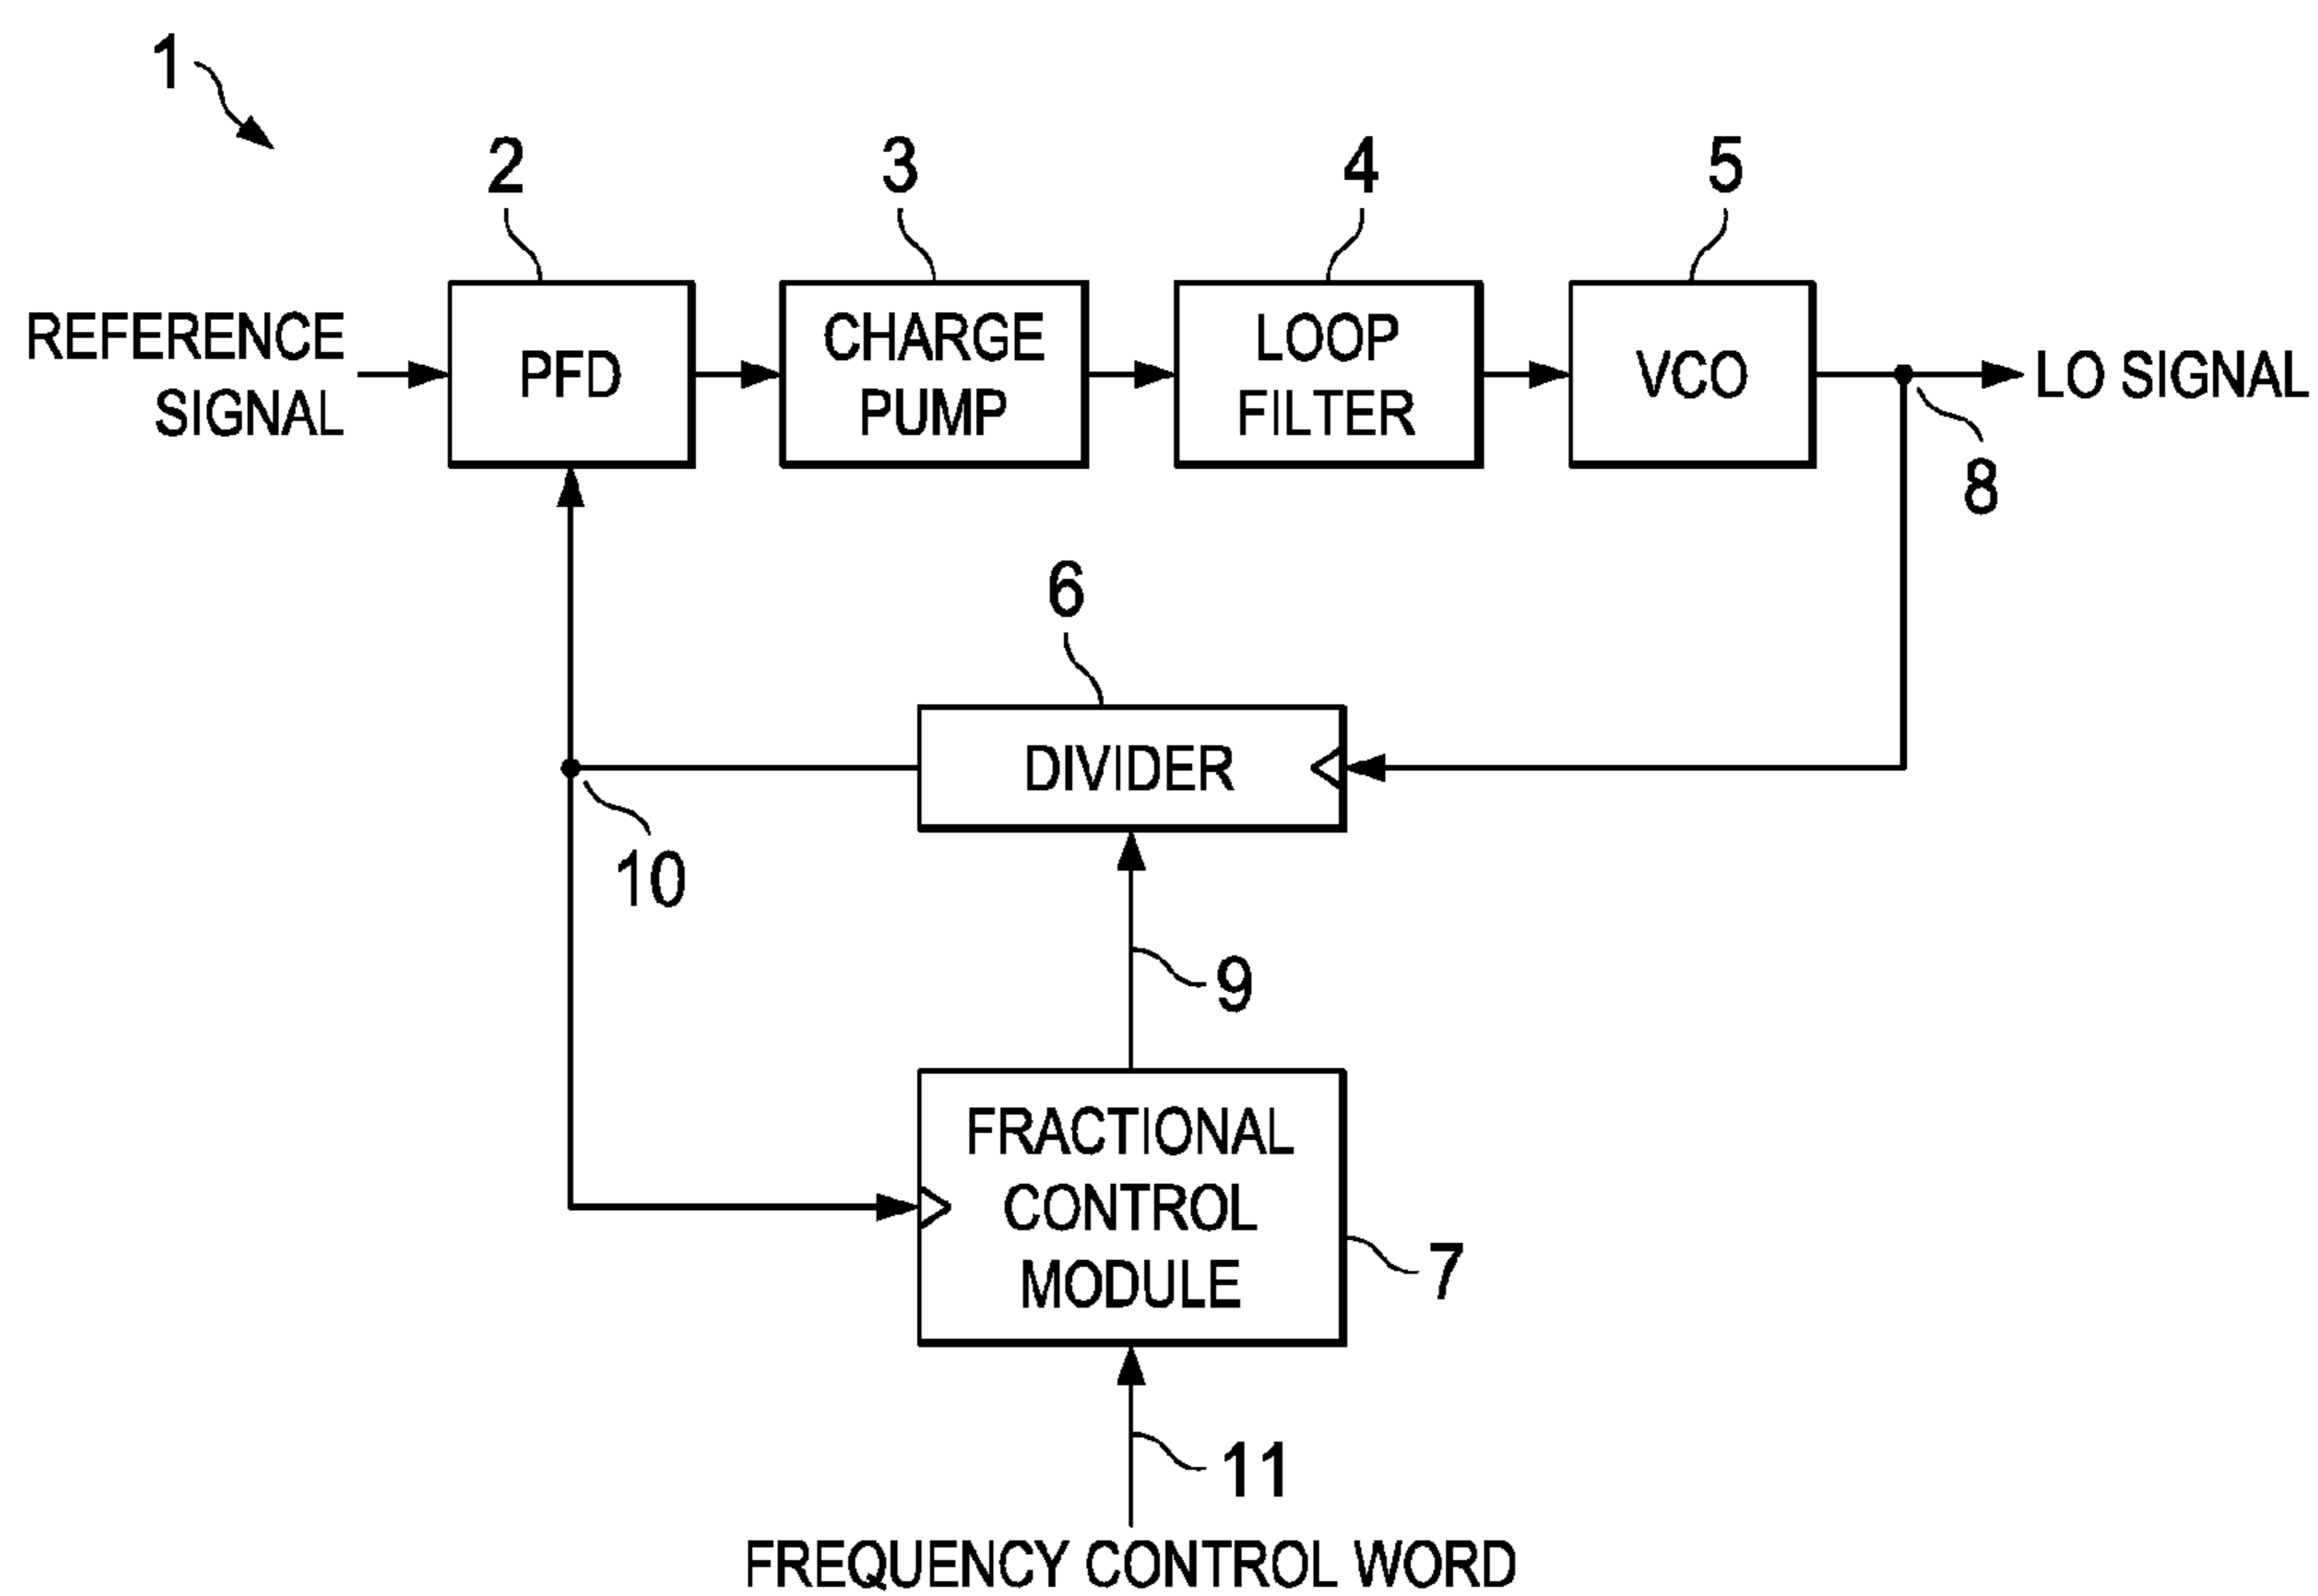 1
2
3
4
5
REFERENCE
SIGNAL
PFD
CHARGE
PUMP
LOOP
FILTER
VCO
LO SIGNAL
8
6
DIVIDER
10
9
FRACTIONAL
CONTROL
MODULE
7
11
FREQUENCY CONTROL WORD